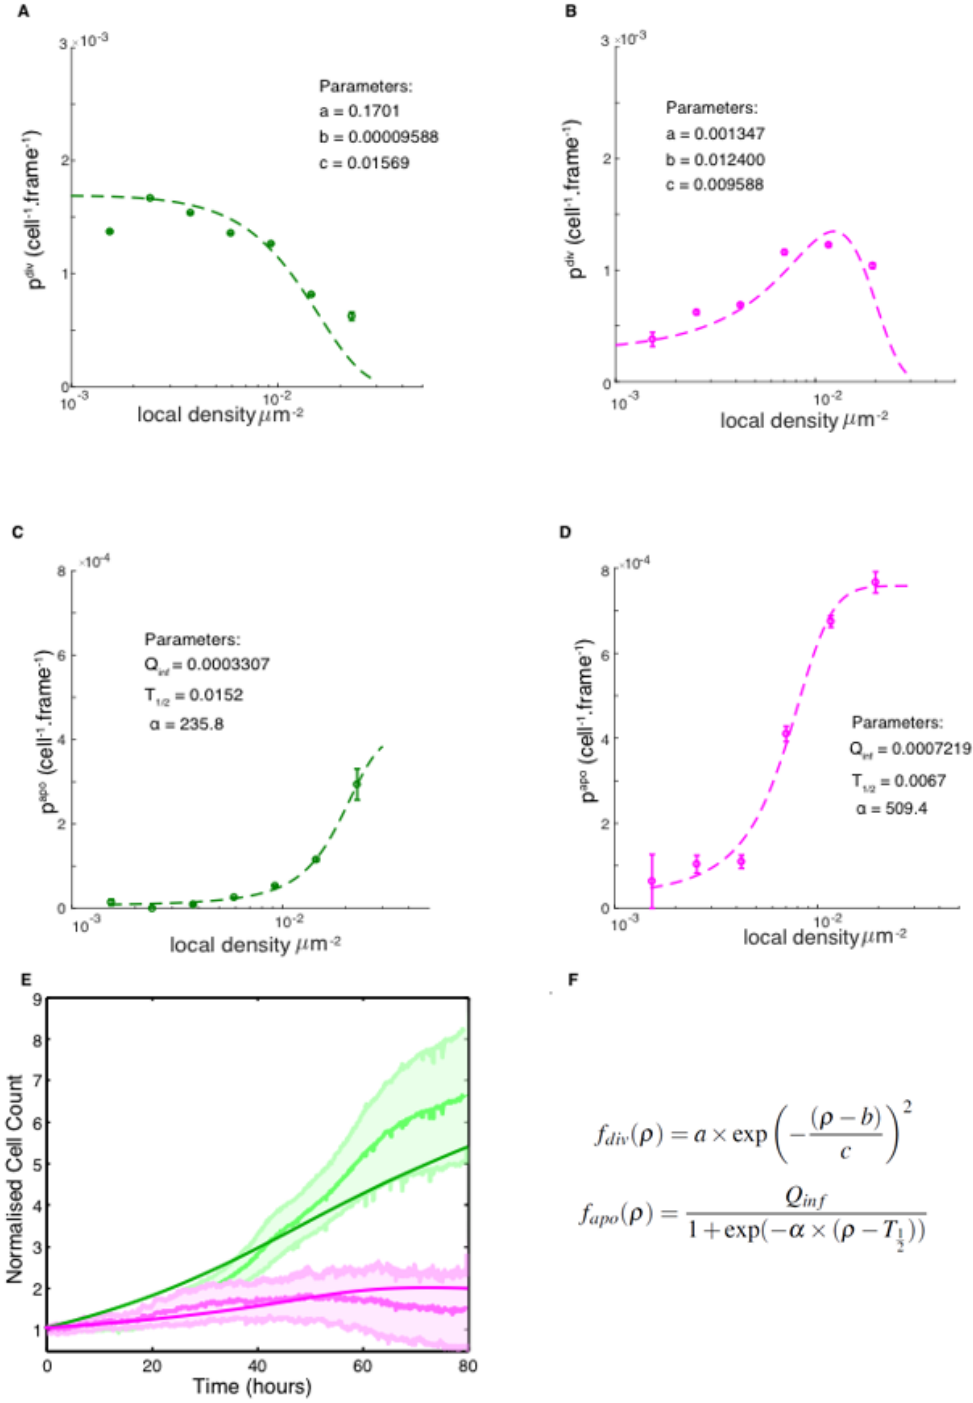 A
3 ×10⁻³
2
1
0
10⁻³
10⁻²
pᵈⁱᵛ (cell⁻¹.frame⁻¹)
local density μm⁻²
Parameters:
a = 0.1701
b = 0.00009588
c = 0.01569
B
3 ×10⁻³
2
1
0
10⁻³
10⁻²
pᵈⁱᵛ (cell⁻¹.frame⁻¹)
local density μm⁻²
Parameters:
a = 0.001347
b = 0.012400
c = 0.009588
C
8 ×10⁻⁴
6
4
2
0
10⁻³
10⁻²
pᵃᵖᵒ (cell⁻¹.frame⁻¹)
local density μm⁻²
Parameters:
Q_inf = 0.0003307
T_1/2 = 0.0152
α = 235.8
D
8 ×10⁻⁴
6
4
2
0
10⁻³
10⁻²
pᵃᵖᵒ (cell⁻¹.frame⁻¹)
local density μm⁻²
Parameters:
Q_inf = 0.0007219
T_1/2 = 0.0067
α = 509.4
E
9
8
7
6
5
4
3
2
1
0 20 40 60 80
Normalised Cell Count
Time (hours)
F
f_div(ρ) = a × exp(−(ρ − b)/c)²
f_apo(ρ) = Q_inf/(1 + exp(−α × (ρ − T_1/2)))